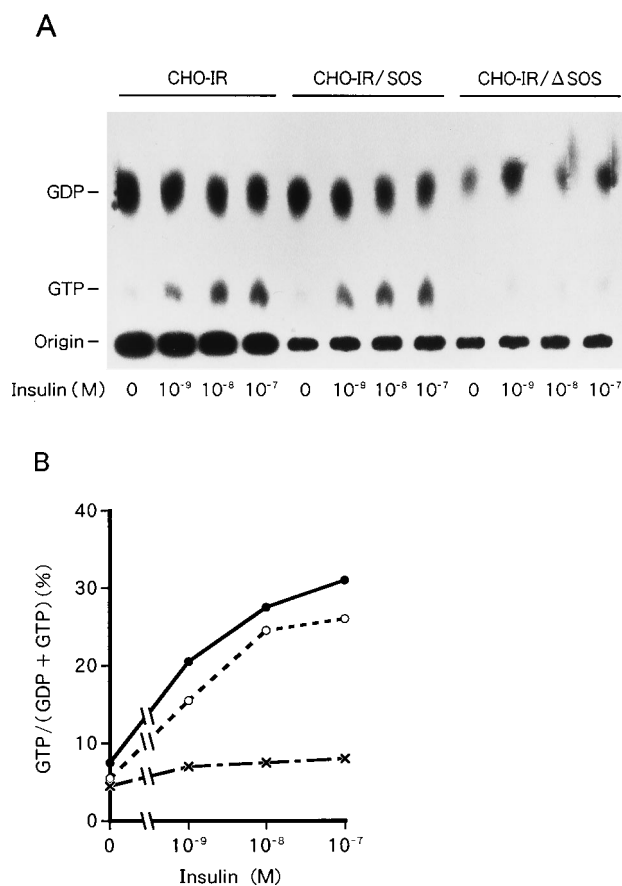 A
CHO-IR CHO-IR/SOS CHO-IR/ΔSOS
GDP
GTP
Origin
Insulin (M) 0 10⁻⁹ 10⁻⁸ 10⁻⁷ 0 10⁻⁹ 10⁻⁸ 10⁻⁷ 0 10⁻⁹ 10⁻⁸ 10⁻⁷
B
GTP/(GDP + GTP) (%)
40
30
20
10
0
0 10⁻⁹ 10⁻⁸ 10⁻⁷
Insulin (M)